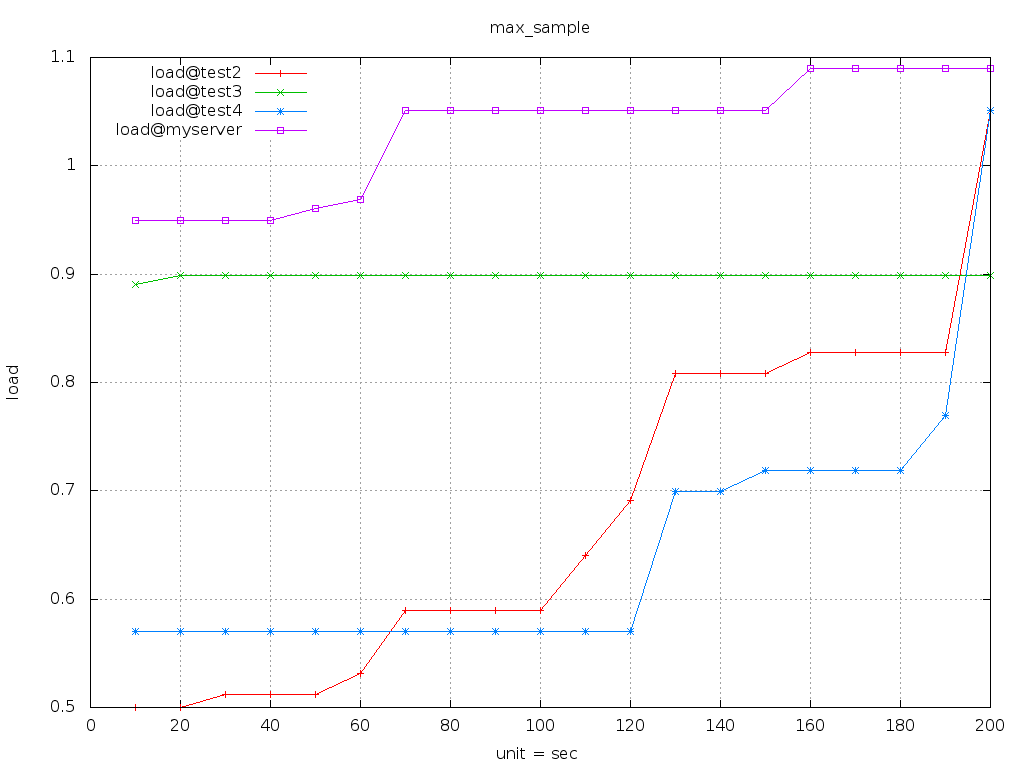 max_sample
load@test2
load@test3
load@test4
load@myserver
1.1
1
0.9
0.8
0.7
0.6
0.5
load
0 20 40 60 80 100 120 140 160 180 200
unit = sec